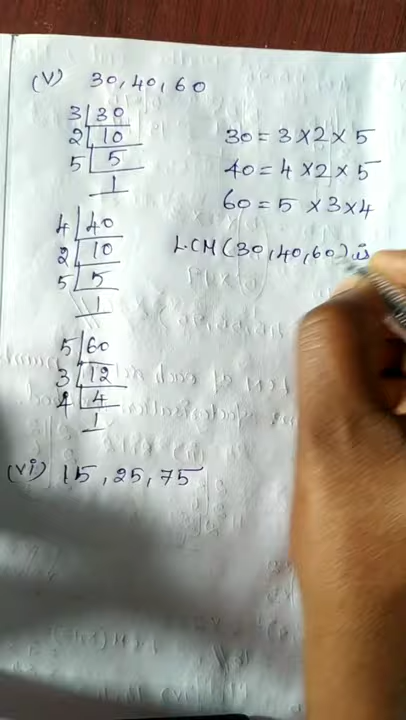 (V) 30, 40, 60
3 | 30
2 | 10
5 | 5
1
30 = 3 × 2 × 5
40 = 4 × 2 × 5
60 = 5 × 3 × 4
4 | 40
2 | 10
5 | 5
1
L.CM (30, 40, 60) is
5 | 60
3 | 12
4 | 4
1
(vi) 15, 25, 75